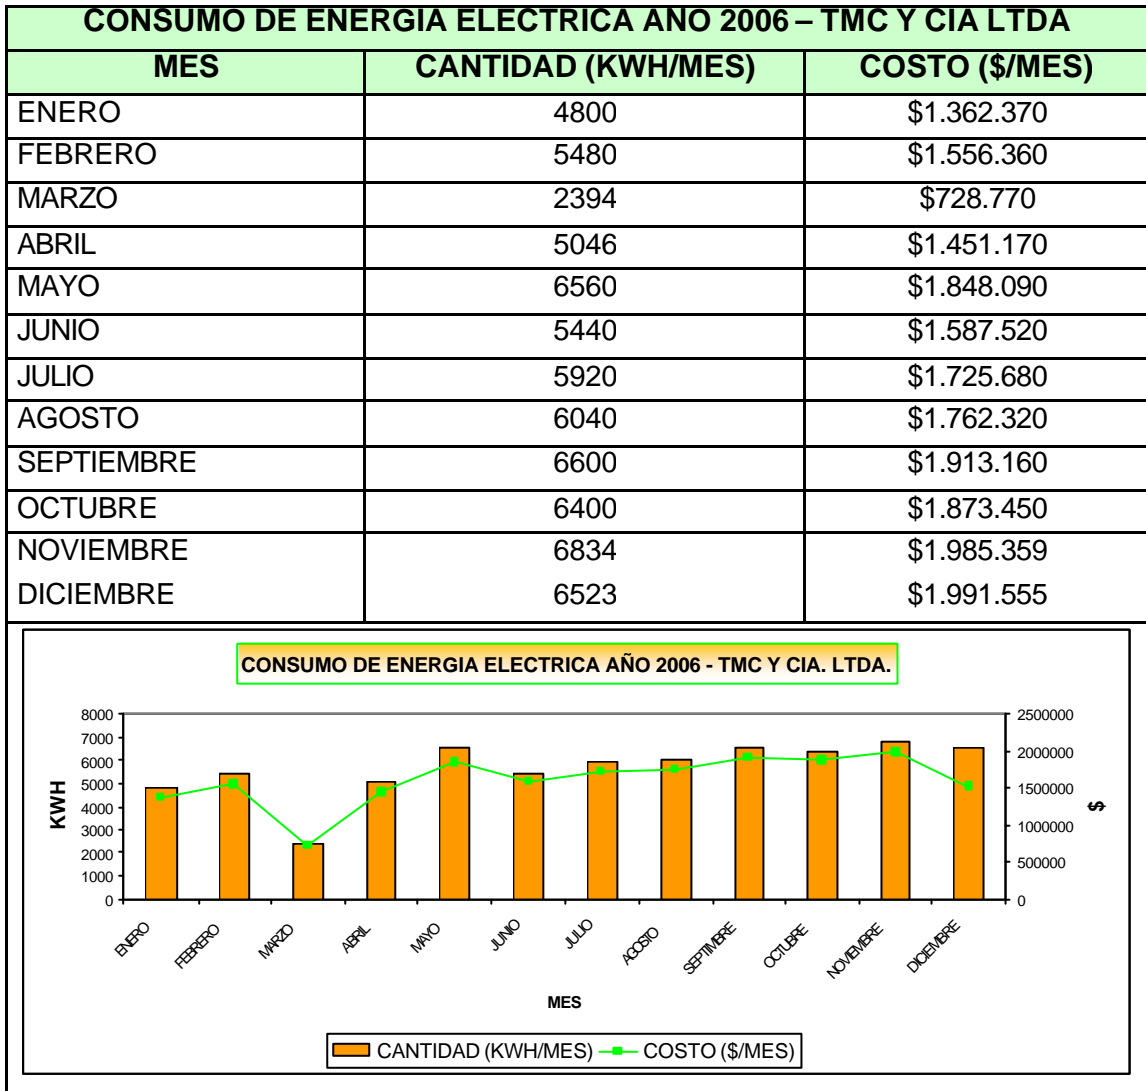 CONSUMO DE ENERGIA ELECTRICA AÑO 2006 – TMC Y CIA LTDA
MES CANTIDAD (KWH/MES) COSTO ($/MES)
ENERO 4800 $1.362.370
FEBRERO 5480 $1.556.360
MARZO 2394 $728.770
ABRIL 5046 $1.451.170
MAYO 6560 $1.848.090
JUNIO 5440 $1.587.520
JULIO 5920 $1.725.680
AGOSTO 6040 $1.762.320
SEPTIEMBRE 6600 $1.913.160
OCTUBRE 6400 $1.873.450
NOVIEMBRE 6834 $1.985.359
DICIEMBRE 6523 $1.991.555
CONSUMO DE ENERGIA ELECTRICA AÑO 2006 - TMC Y CIA. LTDA.
KWH
8000
7000
6000
5000
4000
3000
2000
1000
0
2500000
2000000
1500000
1000000
500000
0
$
ENERO FEBRERO MARZO ABRIL MAYO JUNIO JULIO AGOSTO SEPTIMBRE OCTUBRE NOVIEMBRE DICIEMBRE
MES
CANTIDAD (KWH/MES) COSTO ($/MES)